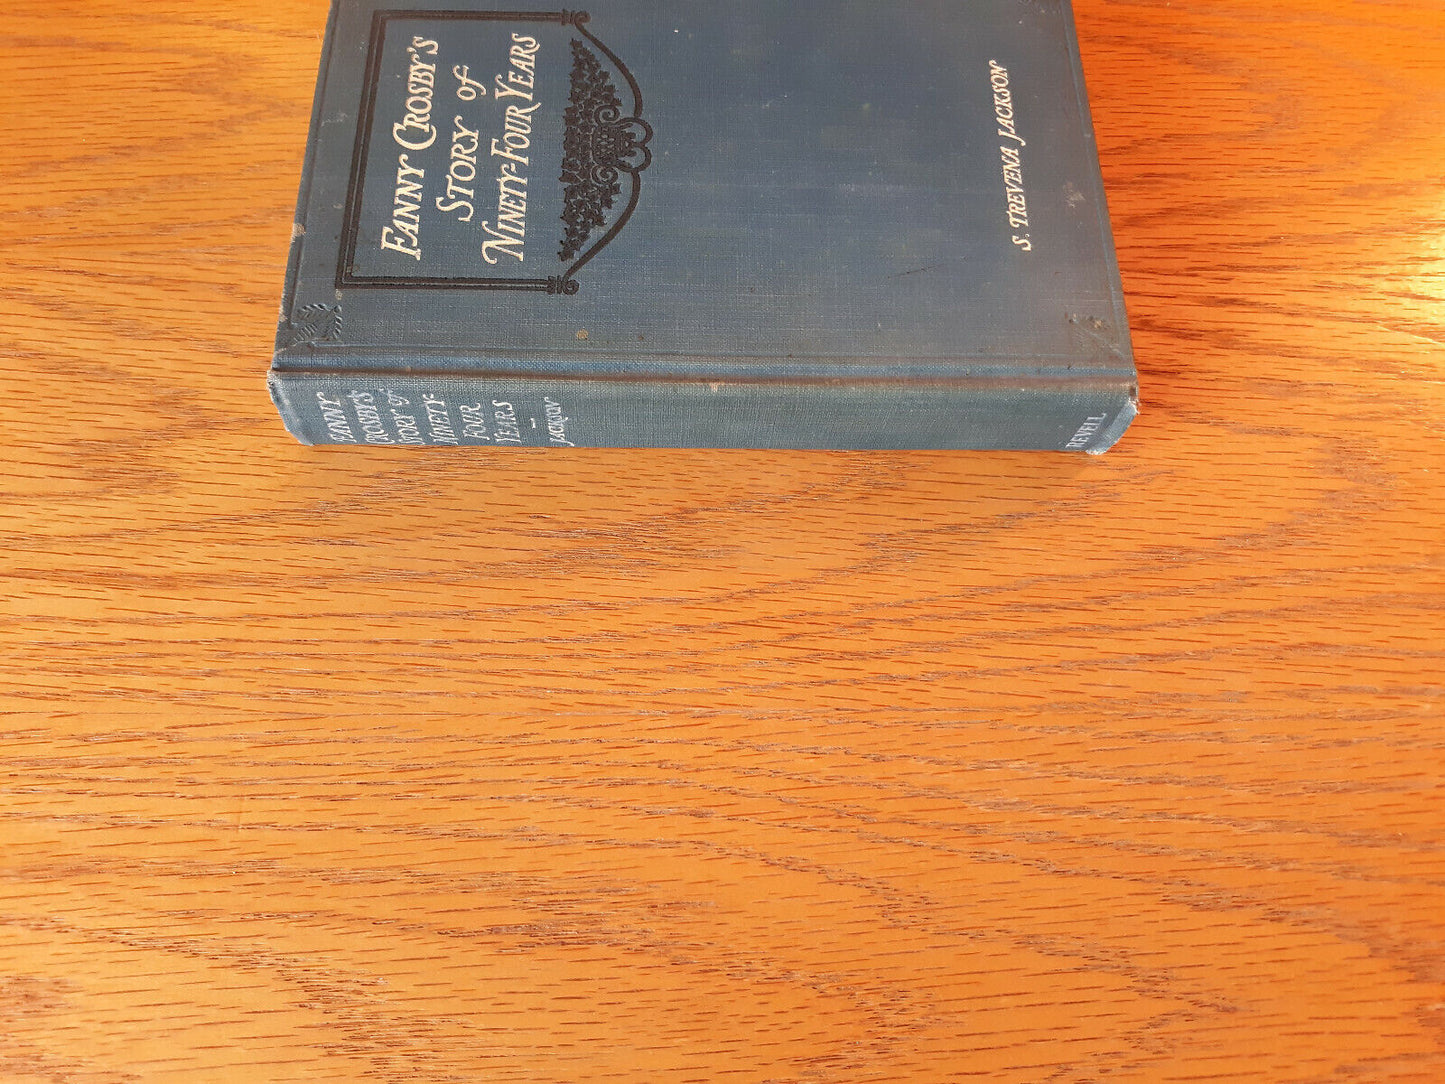 FANNY CROSBY'S
STORY of
NINETY-FOUR YEARS
S. TREVENA JACKSON
FANNY
CROSBY'S
STORY of
NINETY-
FOUR
YEARS
JACKSON
REVELL